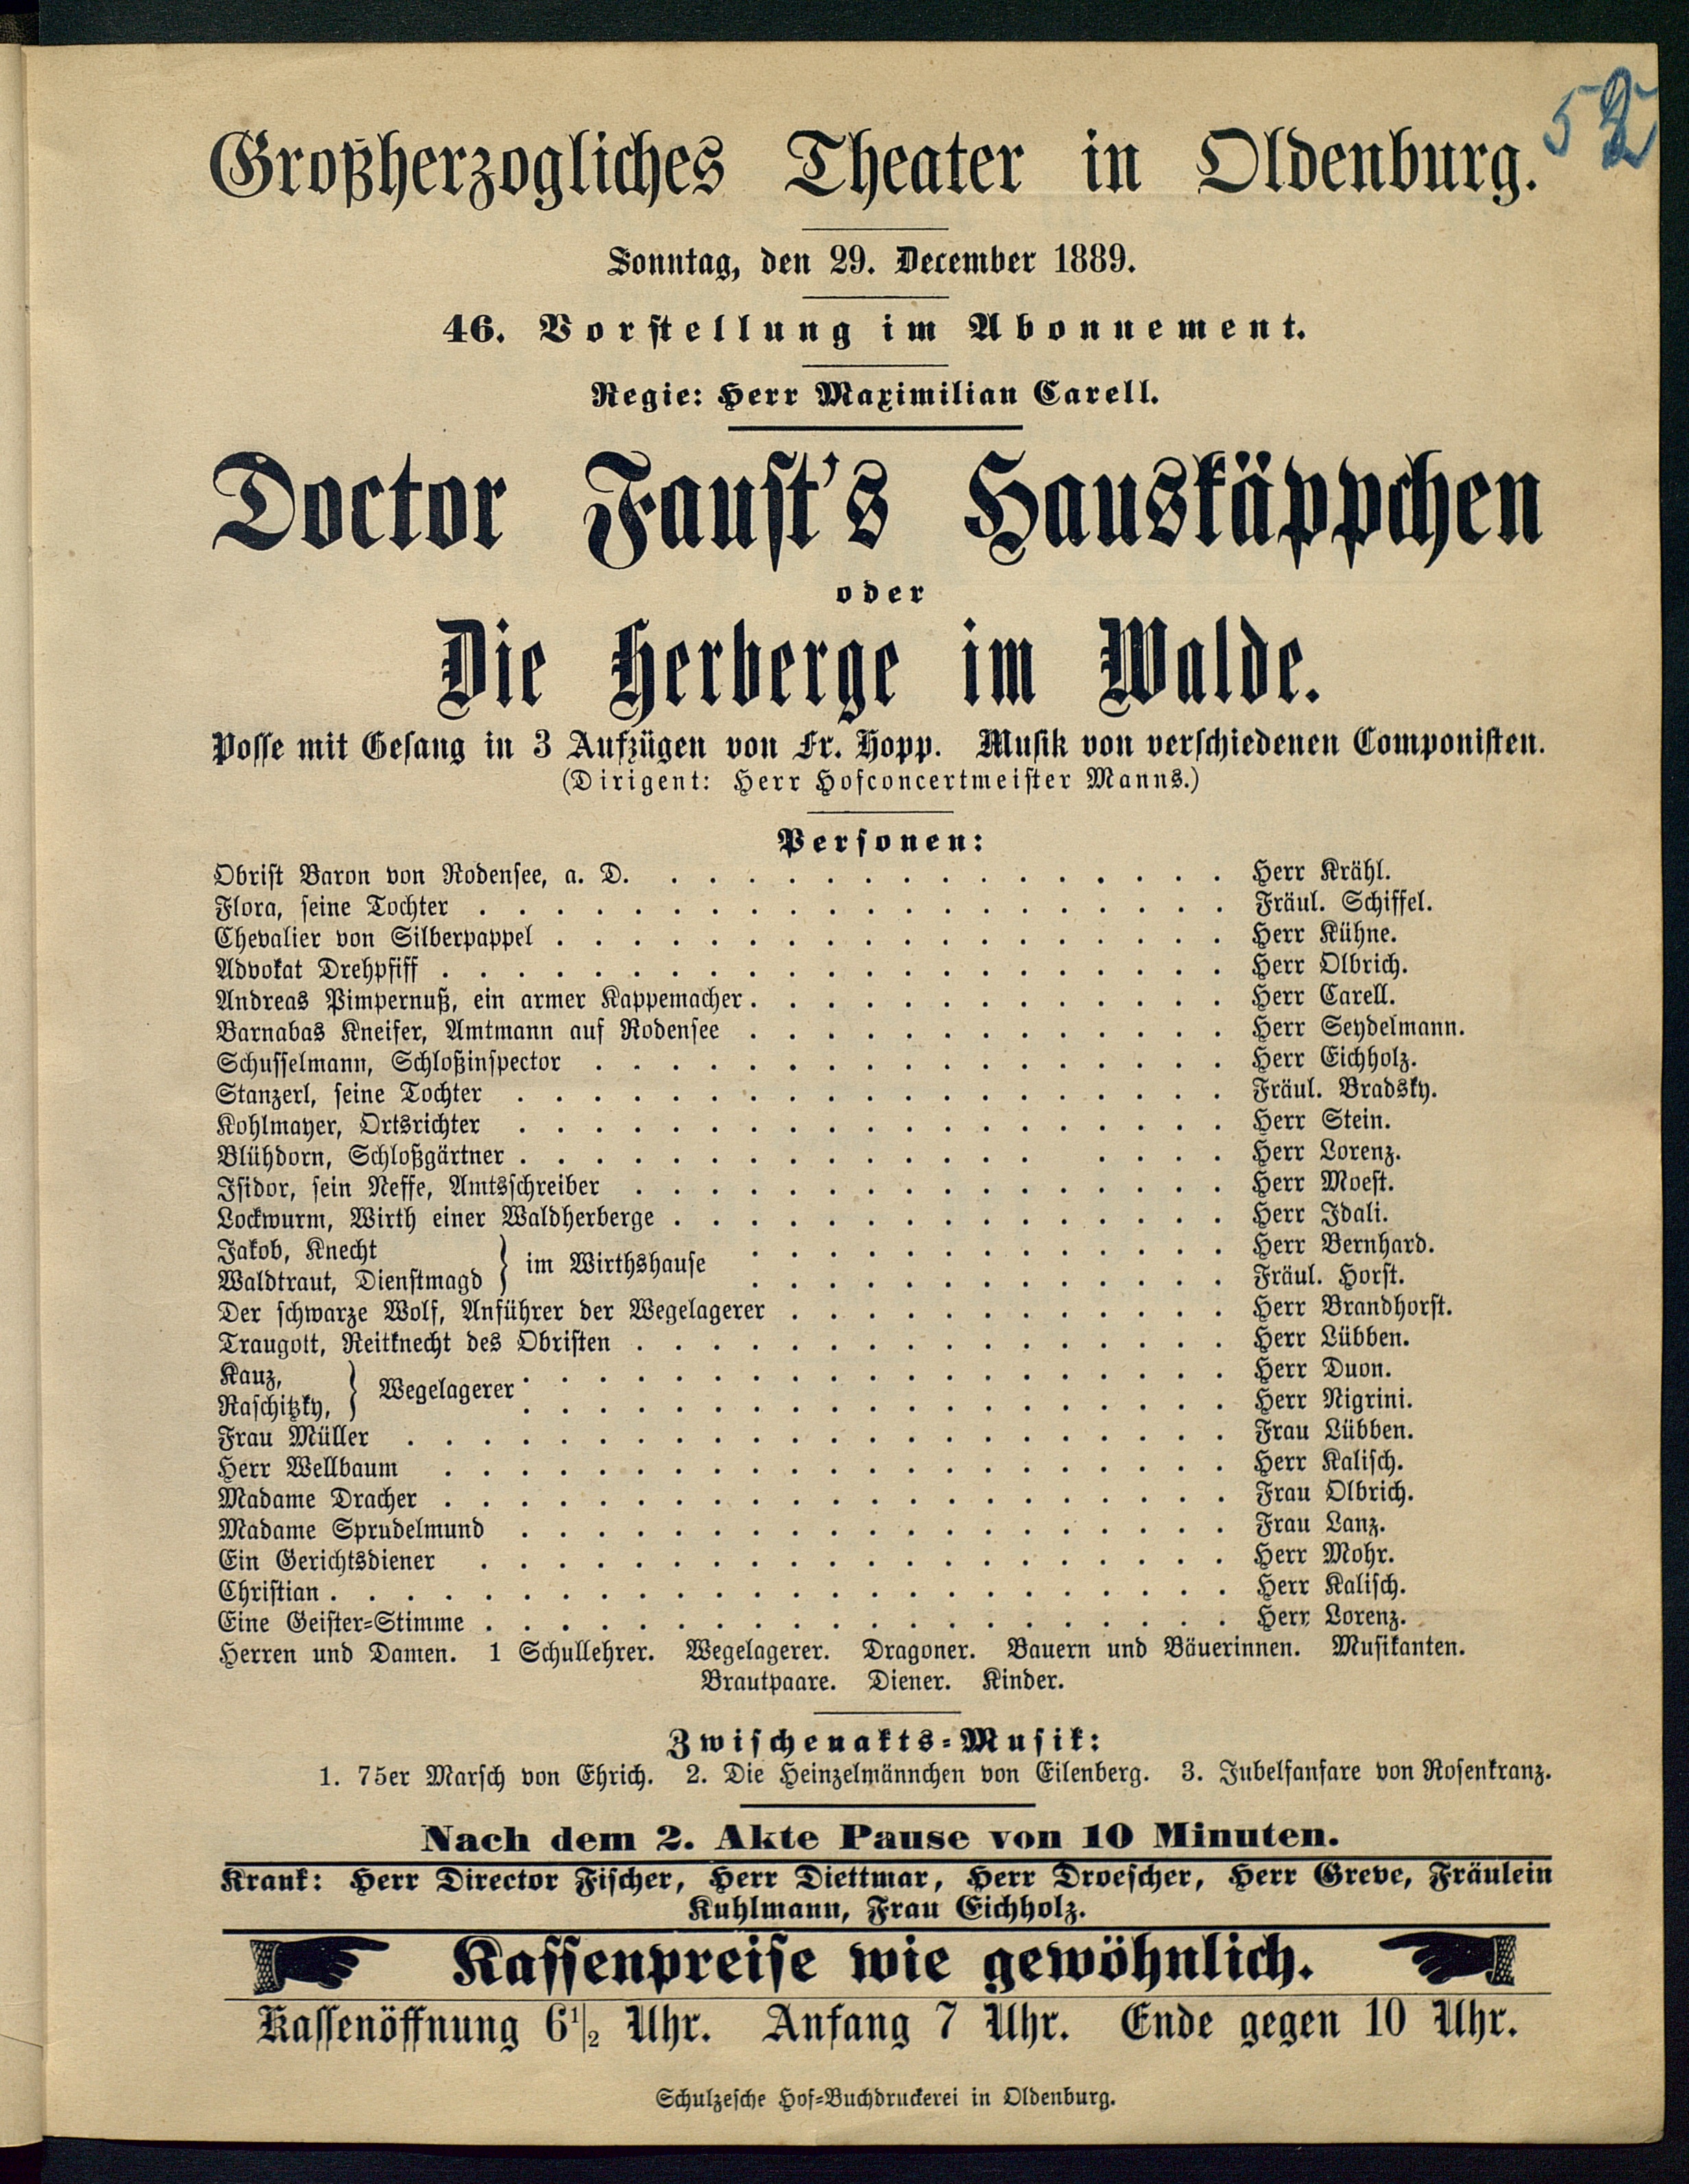 52
Großherzogliches Theater in Oldenburg.
Sonntag, den 29. December 1889.
46. Vorstellung im Abonnement.
Regie: Herr Maximilian Carell.
Doctor Faust's Hauskäppchen
oder
Die Herberge im Walde.
Posse mit Gesang in 3 Aufzügen von Fr. Hopp. Musik von verschiedenen Componisten.
(Dirigent: Herr Hofconcertmeister Manns.)
Personen:
Obrist Baron von Rodensee, a. D. . . . . . . . . . . . . . . . Herr Krähl.
Flora, seine Tochter . . . . . . . . . . . . . . . . . . . . Fräul. Schiffel.
Chevalier von Silberpappel . . . . . . . . . . . . . . . . . . Herr Kühne.
Advokat Drehpfiff . . . . . . . . . . . . . . . . . . . . . Herr Olbrich.
Andreas Pimpernuß, ein armer Kappemacher . . . . . . . . . . . . . Herr Carell.
Barnabas Kneifer, Amtmann auf Rodensee . . . . . . . . . . . . . Herr Seydelmann.
Schusselmann, Schloßinspector . . . . . . . . . . . . . . . . . Herr Eichholz.
Stanzerl, seine Tochter . . . . . . . . . . . . . . . . . . . Fräul. Bradsky.
Kohlmayer, Ortsrichter . . . . . . . . . . . . . . . . . . . Herr Stein.
Blühdorn, Schloßgärtner . . . . . . . . . . . . . . . . . . Herr Lorenz.
Isidor, sein Neffe, Amtsschreiber . . . . . . . . . . . . . . . . Herr Moest.
Lockwurm, Wirth einer Waldherberge . . . . . . . . . . . . . . . Herr Idali.
Jakob, Knecht } im Wirthshause . . . . . . . . . . . . . Herr Bernhard.
Waldtraut, Dienstmagd } . . . . . . . . . . . . . Fräul. Horst.
Der schwarze Wolf, Anführer der Wegelagerer . . . . . . . . . . . . Herr Brandhorst.
Traugott, Reitknecht des Obristen . . . . . . . . . . . . . . . . Herr Lübben.
Kauz, } Wegelagerer . . . . . . . . . . . . . . . . . . . Herr Duon.
Raschitzky, } . . . . . . . . . . . . . . . . . . . Herr Nigrini.
Frau Müller . . . . . . . . . . . . . . . . . . . . . . Frau Lübben.
Herr Wellbaum . . . . . . . . . . . . . . . . . . . . . Herr Kalisch.
Madame Dracher . . . . . . . . . . . . . . . . . . . . . Frau Olbrich.
Madame Sprudelmund . . . . . . . . . . . . . . . . . . . Frau Lanz.
Ein Gerichtsdiener . . . . . . . . . . . . . . . . . . . . Herr Mohr.
Christian . . . . . . . . . . . . . . . . . . . . . . . . Herr Kalisch.
Eine Geister-Stimme . . . . . . . . . . . . . . . . . . . . Herr Lorenz.
Herren und Damen. 1 Schullehrer. Wegelagerer. Dragoner. Bauern und Bäuerinnen. Musikanten.
Brautpaare. Diener. Kinder.
Zwischenakts-Musik:
1. 75er Marsch von Ehrich. 2. Die Heinzelmännchen von Eilenberg. 3. Jubelfanfare von Rosenkranz.
Nach dem 2. Akte Pause von 10 Minuten.
Krank: Herr Director Fischer, Herr Diettmar, Herr Droescher, Herr Greve, Fräulein
Kuhlmann, Frau Eichholz.
Kassenpreise wie gewöhnlich.
Kassenöffnung 6 1/2 Uhr. Anfang 7 Uhr. Ende gegen 10 Uhr.
Schulzesche Hof-Buchdruckerei in Oldenburg.